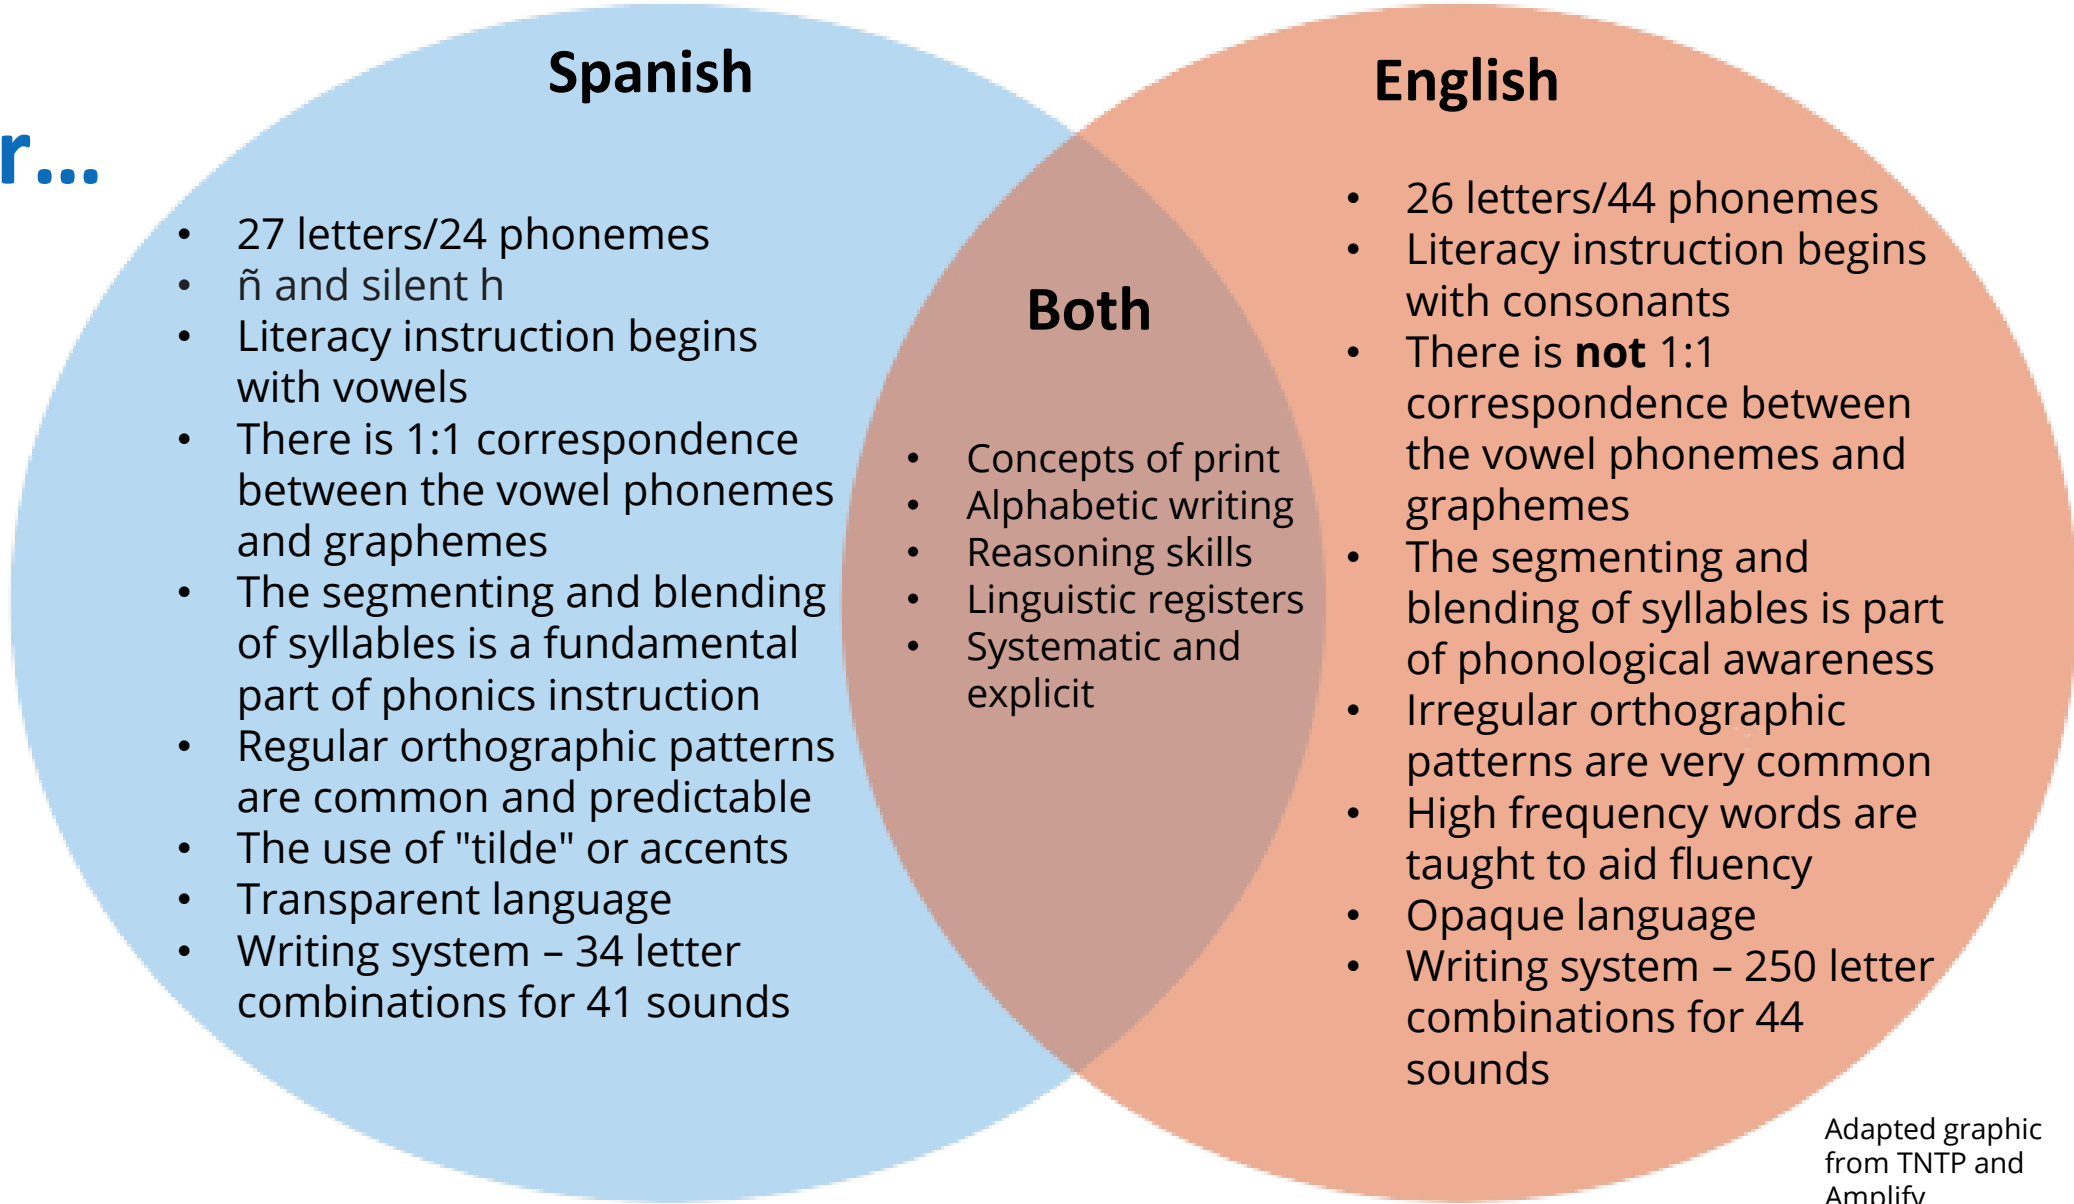 r...
Spanish
• 27 letters/24 phonemes
• ñ and silent h
• Literacy instruction begins
with vowels
• There is 1:1 correspondence
between the vowel phonemes
and graphemes
• The segmenting and blending
of syllables is a fundamental
part of phonics instruction
• Regular orthographic patterns
are common and predictable
• The use of "tilde" or accents
• Transparent language
• Writing system – 34 letter
combinations for 41 sounds
Both
• Concepts of print
• Alphabetic writing
• Reasoning skills
• Linguistic registers
• Systematic and
explicit
English
• 26 letters/44 phonemes
• Literacy instruction begins
with consonants
• There is not 1:1
correspondence between
the vowel phonemes and
graphemes
• The segmenting and
blending of syllables is part
of phonological awareness
• Irregular orthographic
patterns are very common
• High frequency words are
taught to aid fluency
• Opaque language
• Writing system – 250 letter
combinations for 44
sounds
Adapted graphic
from TNTP and
Amplify